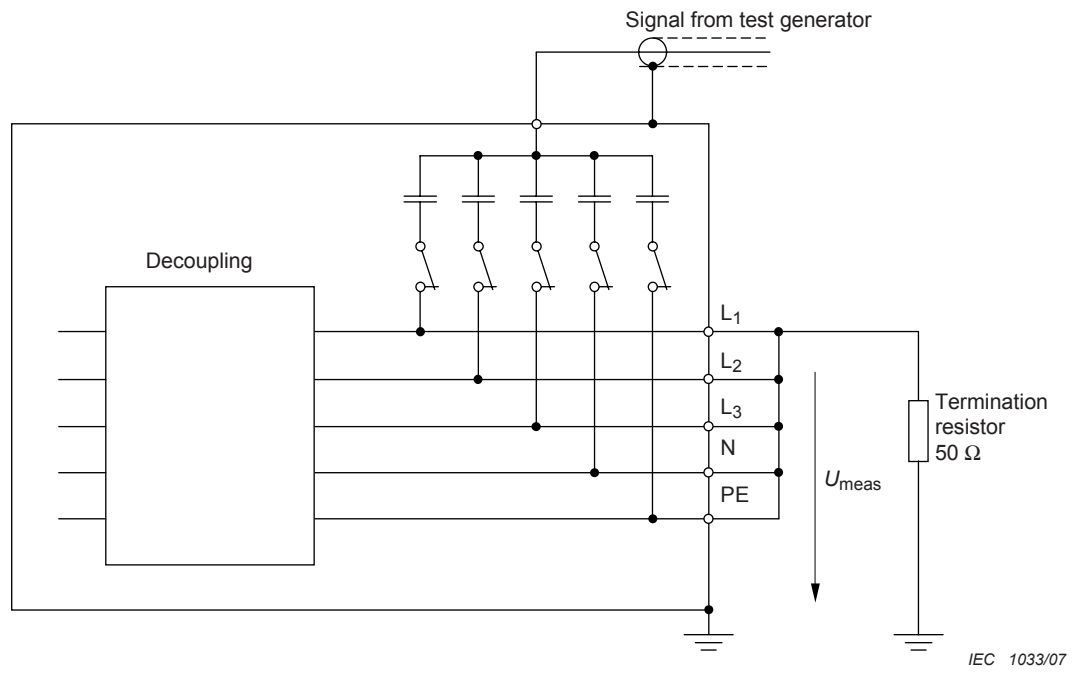 Signal from test generator
Decoupling
L1
L2
L3
N
PE
Umeas
Termination
resistor
50 Ω
IEC 1033/07